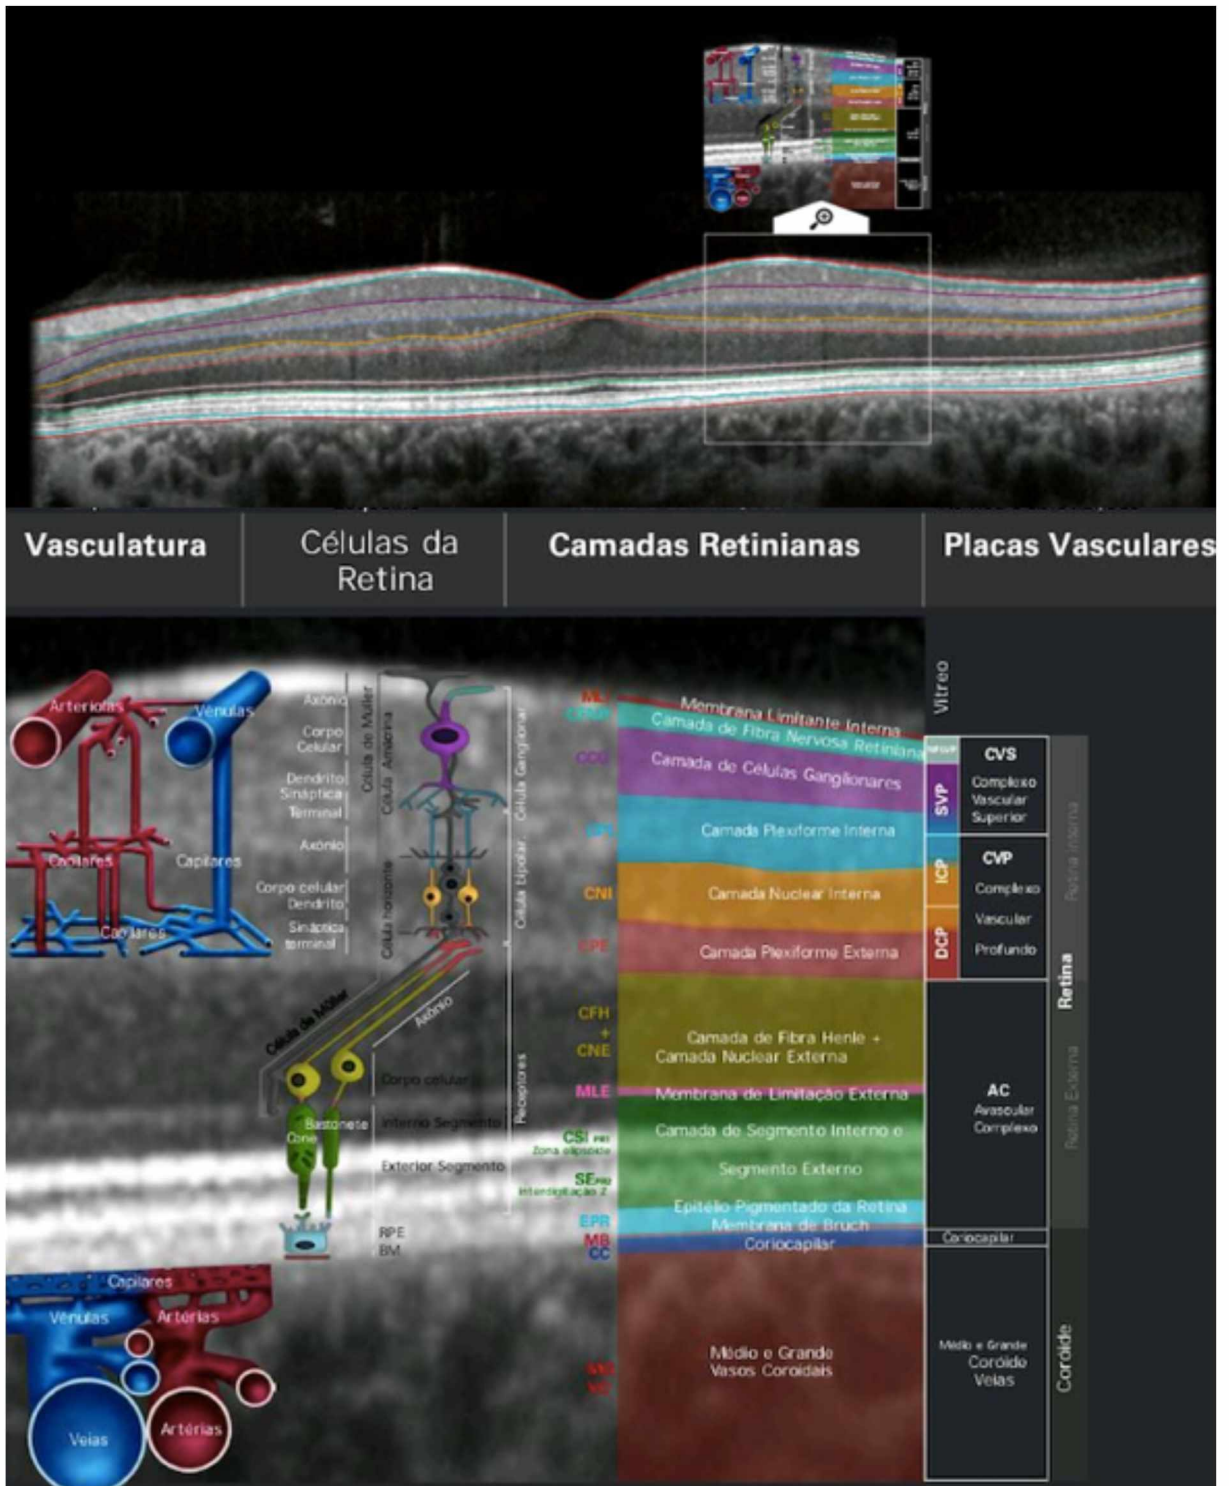 Vasculatura
Células da
Retina
Camadas Retinianas
Placas Vasculares
Arteriolas
Vênulas
Capilares
Capilares
Capilares
Axônio
Corpo
Celular
Dendrito
Sináptica
Terminal
Axônio
Corpo celular
Dendrito
Sináptica
terminal
Célula de Müller
Célula Amácrina
Célula horizonte
Célula Ganglionar
Célula bipolar
Receptores
Célula de Müller
Axônio
Corpo celular
Interno Segmento
Bastonete
Cone
Exterior Segmento
RPE
BM
CNI
CPE
CFH
+
CNE
MLE
CSI
Zona elipsóide
SE
Interdigitação Z
EPR
MB
CC
Membrana Limitante Interna
Camada de Fibra Nervosa Retiniana
Camada de Células Ganglionares
Camada Plexiforme Interna
Camada Nuclear Interna
Camada Plexiforme Externa
Camada de Fibra Henle +
Camada Nuclear Externa
Membrana de Limitação Externa
Camada de Segmento Interno e
Segmento Externo
Epitélio Pigmentado da Retina
Membrana de Bruch
Coriocapilar
Médio e Grande
Vasos Coroidais
Vitreo
SVP
ICP
DCP
CVS
Complexo
Vascular
Superior
CVP
Complexo
Vascular
Profundo
AC
Avascular
Complexo
Coriocapilar
Médio e Grande
Coróide
Veias
Retina Interna
Retina
Retina Externa
Coróide
Capilares
Vênulas
Artérias
Veias
Artérias